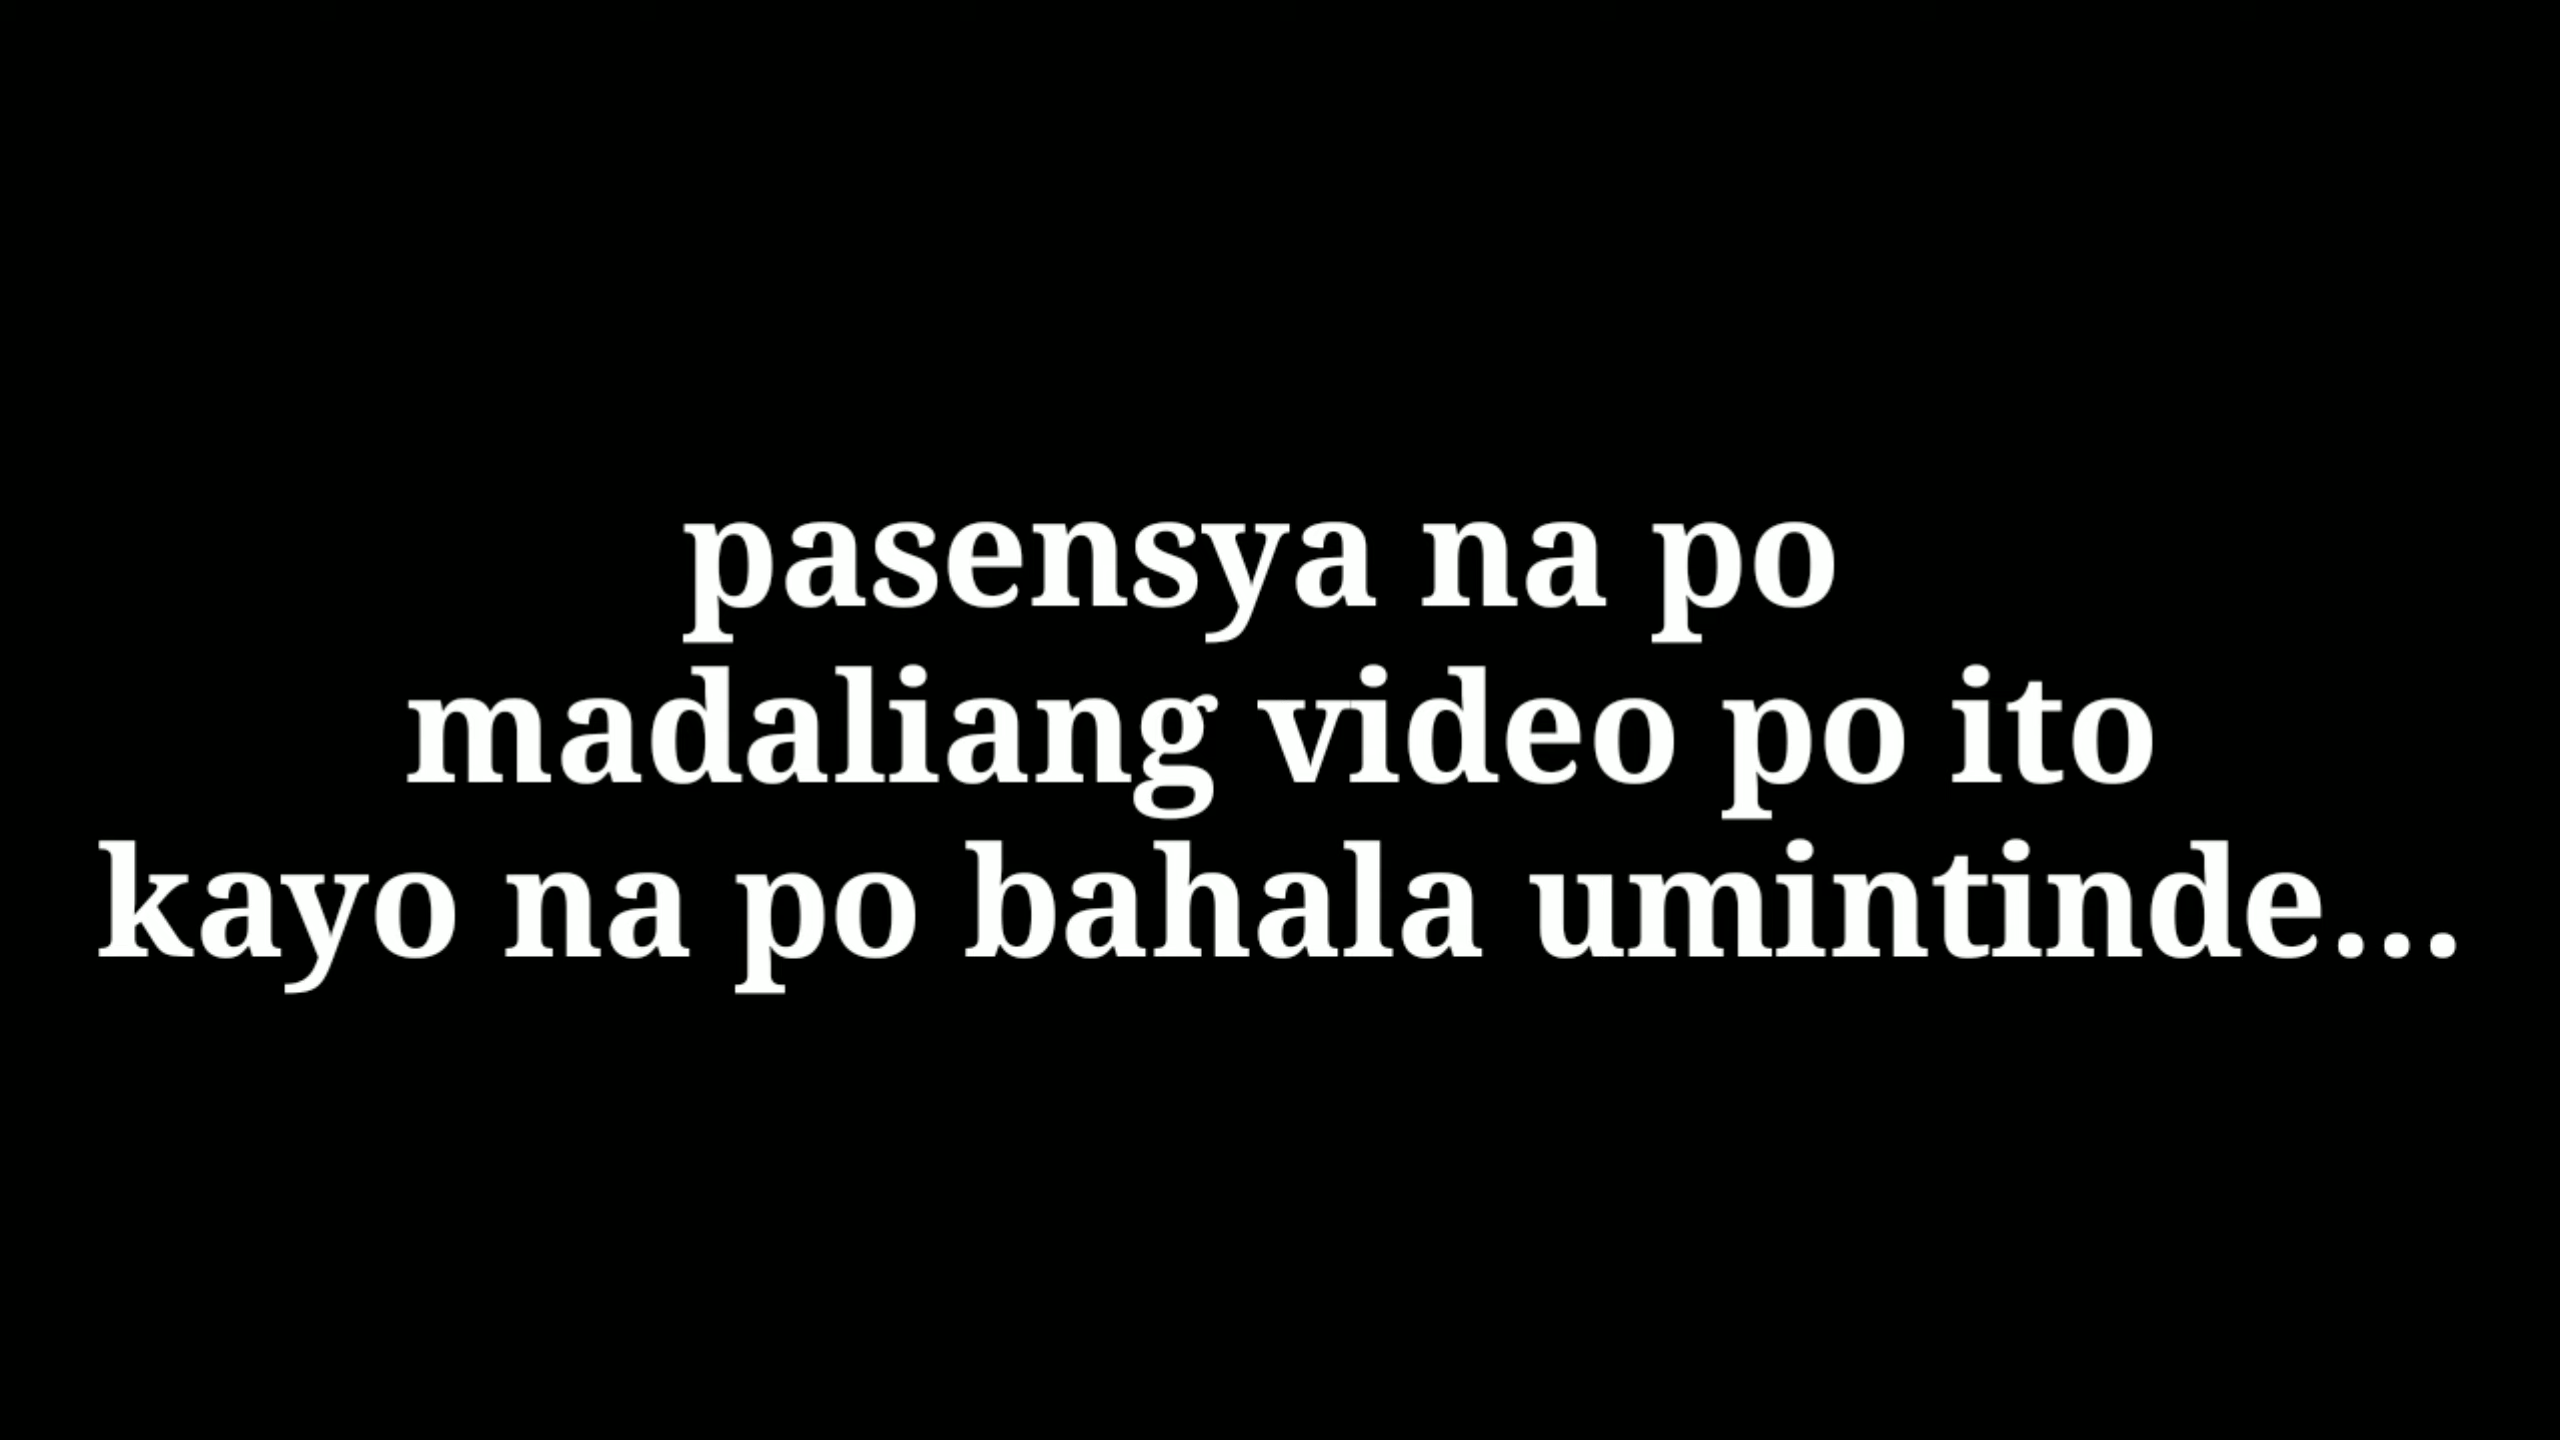 pasensya na po
madaliang video po ito
kayo na po bahala umintinde...